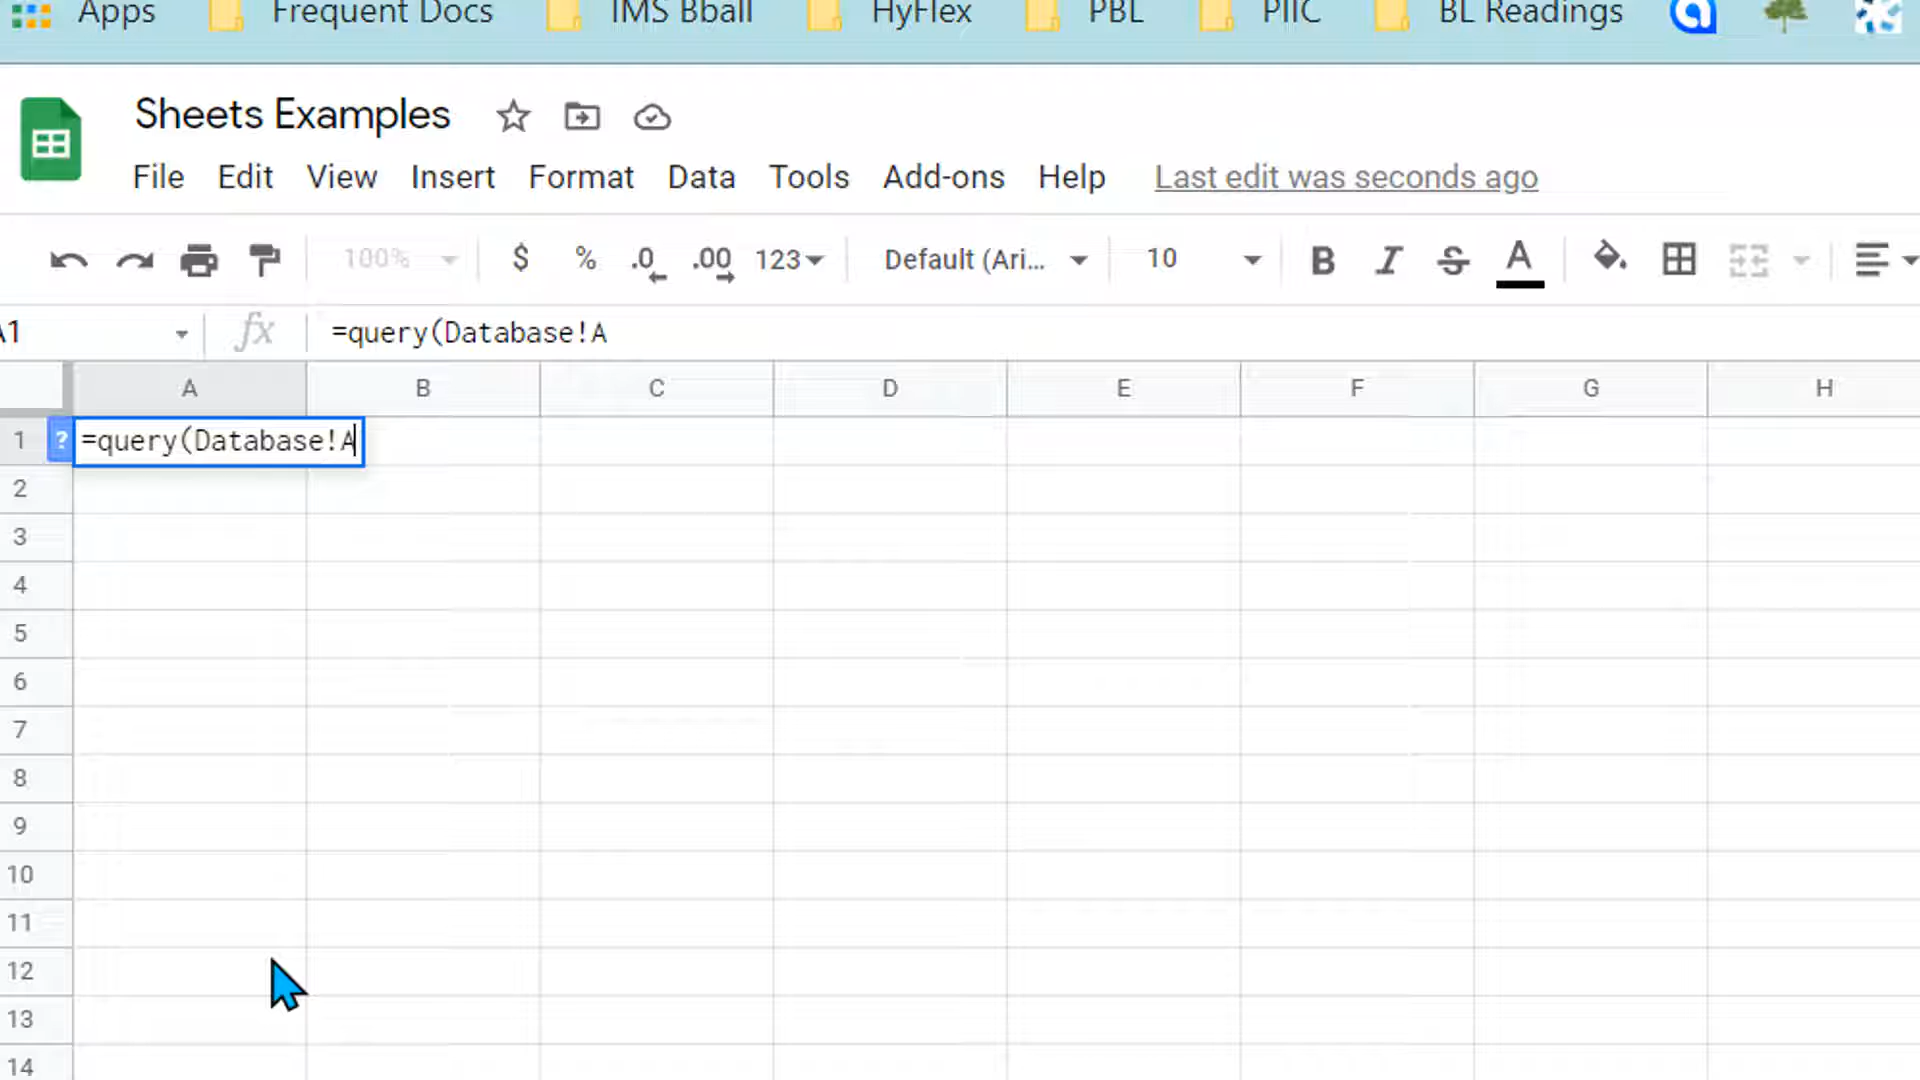 Apps Frequent Docs IMS Bball HyFlex PBL PIIC BL Readings
Sheets Examples
File Edit View Insert Format Data Tools Add-ons Help Last edit was seconds ago
100% $ % .0 .00 123 Default (Ari... 10 B I S A
A1 fx =query(Database!A
A B C D E F G H
1 ? =query(Database!A
2
3
4
5
6
7
8
9
10
11
12
13
14